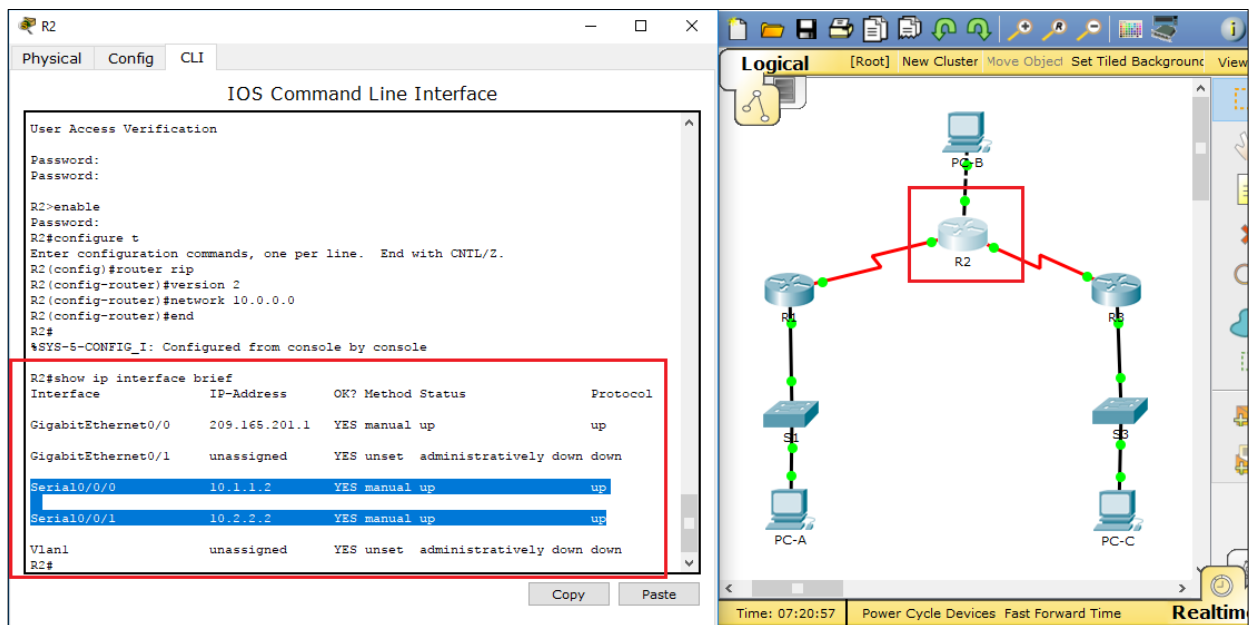 R2
Physical Config CLI
IOS Command Line Interface
User Access Verification
Password:
Password:
R2>enable
Password:
R2#configure t
Enter configuration commands, one per line.  End with CNTL/Z.
R2(config)#router rip
R2(config-router)#version 2
R2(config-router)#network 10.0.0.0
R2(config-router)#end
R2#
%SYS-5-CONFIG_I: Configured from console by console
R2#show ip interface brief
Interface IP-Address OK? Method Status Protocol
GigabitEthernet0/0 209.165.201.1 YES manual up up
GigabitEthernet0/1 unassigned YES unset administratively down down
Serial0/0/0 10.1.1.2 YES manual up up
Serial0/0/1 10.2.2.2 YES manual up up
Vlan1 unassigned YES unset administratively down down
R2#
Copy Paste
Logical [Root] New Cluster Move Object Set Tiled Background View
PC-B
R2
R1
R3
S1
S3
PC-A
PC-C
Time: 07:20:57 Power Cycle Devices Fast Forward Time Realtim